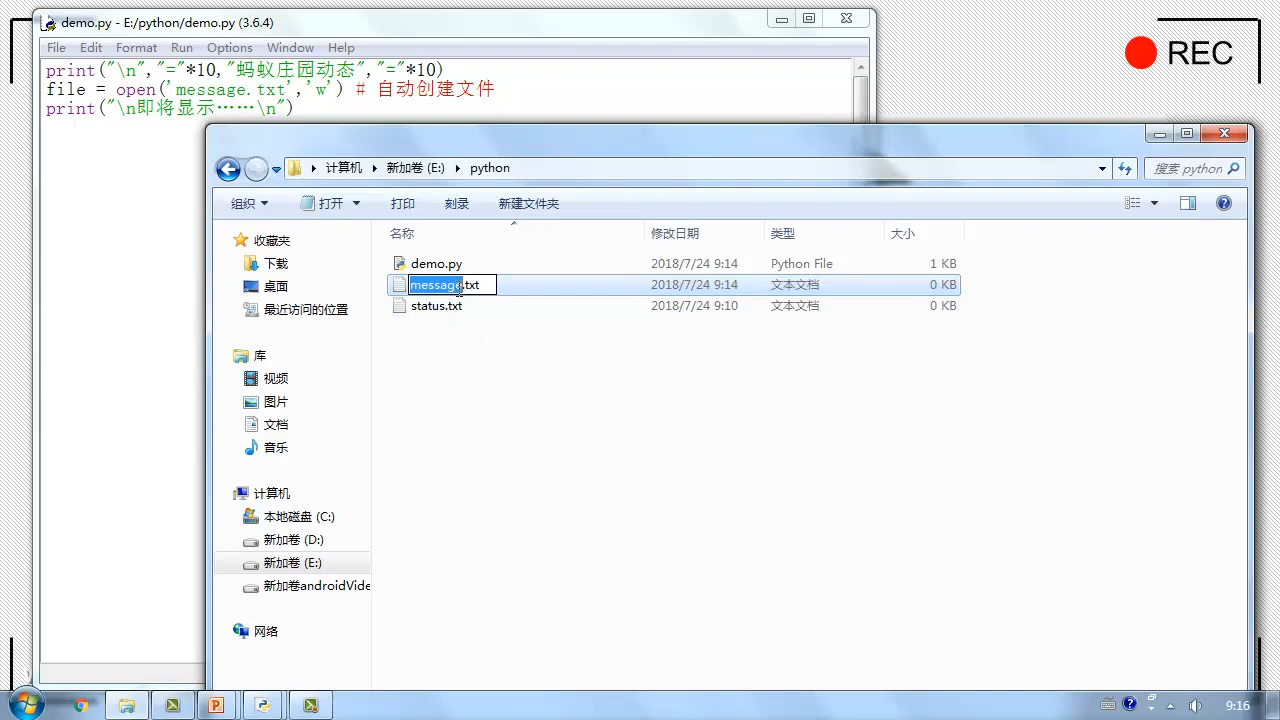 demo.py - E:/python/demo.py (3.6.4)
File Edit Format Run Options Window Help
print("\n","="*10,"蚂蚁庄园动态","="*10)
file = open('message.txt','w') # 自动创建文件
print("\n即将显示……\n")
REC
计算机 新加卷 (E:) python
搜索 python
组织 打开 打印 刻录 新建文件夹
名称 修改日期 类型 大小
收藏夹
下载
桌面
最近访问的位置
库
视频
图片
文档
音乐
计算机
本地磁盘 (C:)
新加卷 (D:)
新加卷 (E:)
新加卷androidVide
网络
demo.py 2018/7/24 9:14 Python File 1 KB
message.txt 2018/7/24 9:14 文本文档 0 KB
status.txt 2018/7/24 9:10 文本文档 0 KB
9:16